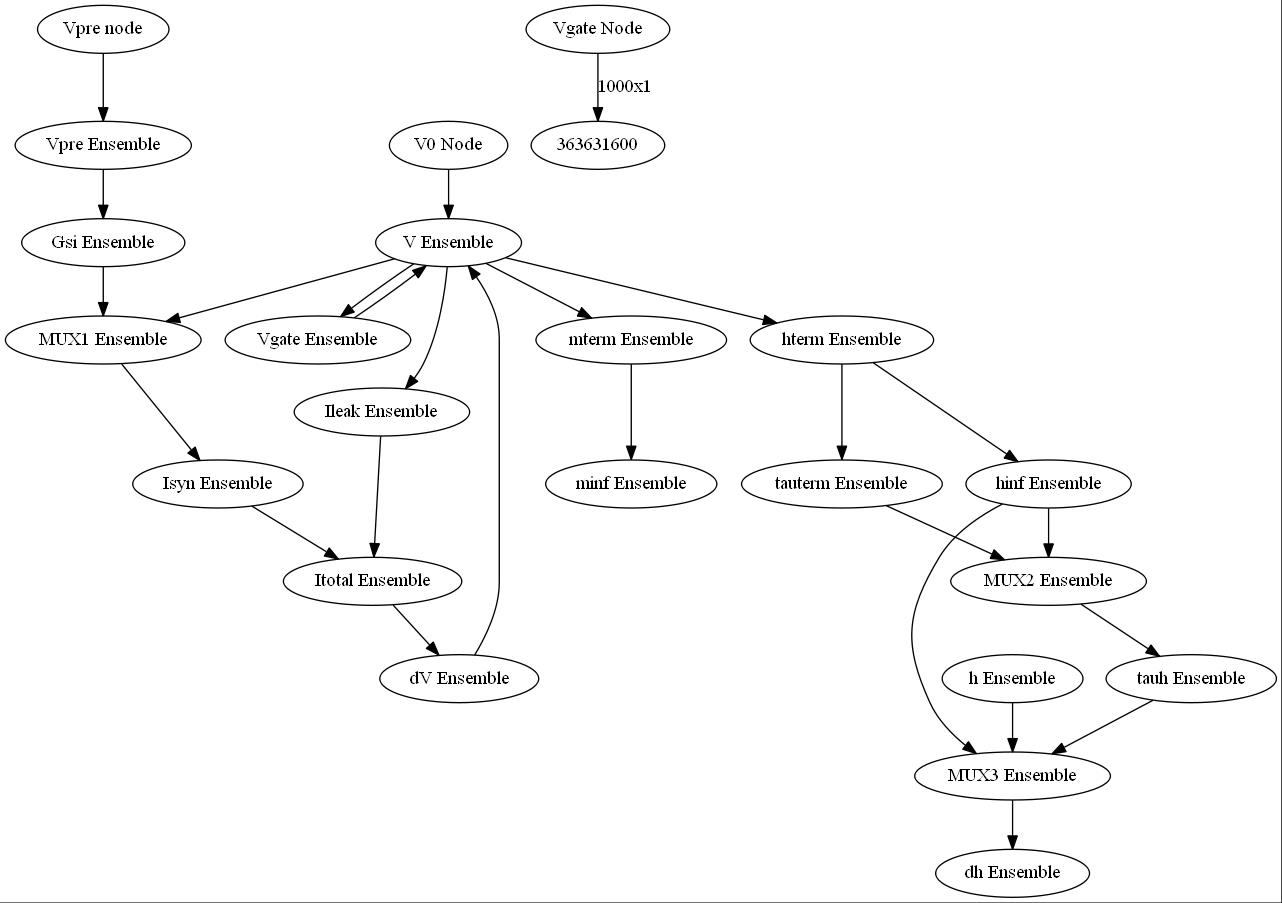 Vpre node
Vgate Node
1000x1
Vpre Ensemble
V0 Node
363631600
Gsi Ensemble
V Ensemble
MUX1 Ensemble
Vgate Ensemble
mterm Ensemble
hterm Ensemble
Ileak Ensemble
Isyn Ensemble
minf Ensemble
tauterm Ensemble
hinf Ensemble
Itotal Ensemble
MUX2 Ensemble
dV Ensemble
h Ensemble
tauh Ensemble
MUX3 Ensemble
dh Ensemble